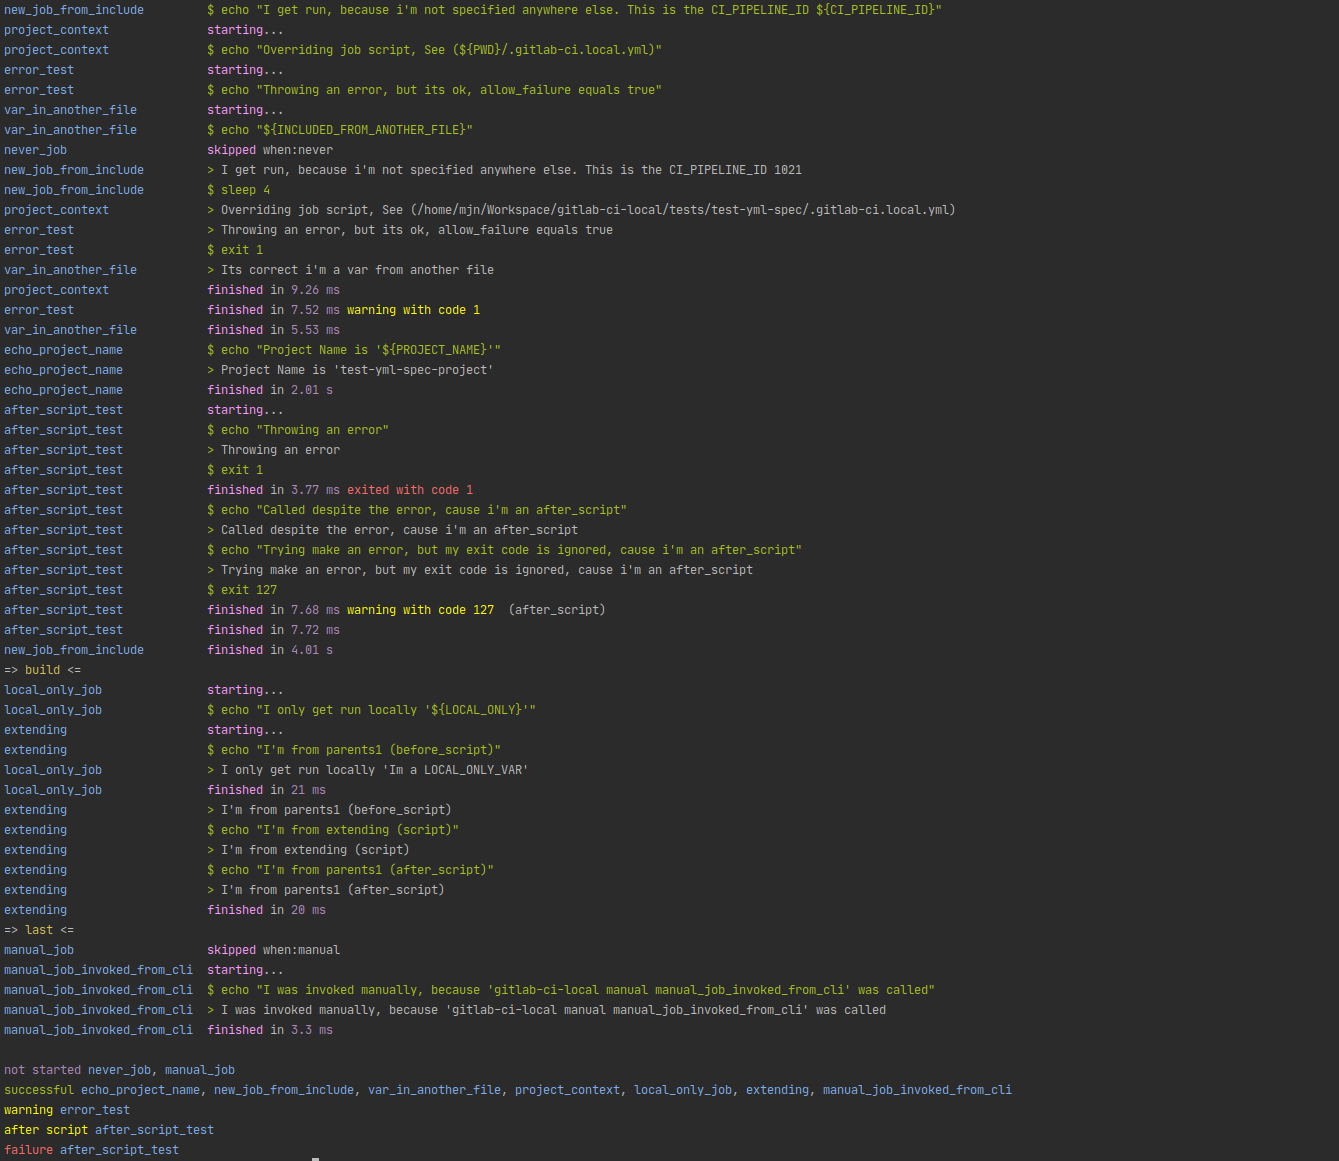 new_job_from_include $ echo "I get run, because i'm not specified anywhere else. This is the CI_PIPELINE_ID ${CI_PIPELINE_ID}"
project_context starting...
project_context $ echo "Overriding job script, See (${PWD}/.gitlab-ci.local.yml)"
error_test starting...
error_test $ echo "Throwing an error, but its ok, allow_failure equals true"
var_in_another_file starting...
var_in_another_file $ echo "${INCLUDED_FROM_ANOTHER_FILE}"
never_job skipped when:never
new_job_from_include > I get run, because i'm not specified anywhere else. This is the CI_PIPELINE_ID 1021
new_job_from_include $ sleep 4
project_context > Overriding job script, See (/home/mjn/Workspace/gitlab-ci-local/tests/test-yml-spec/.gitlab-ci.local.yml)
error_test > Throwing an error, but its ok, allow_failure equals true
error_test $ exit 1
var_in_another_file > Its correct i'm a var from another file
project_context finished in 9.26 ms
error_test finished in 7.52 ms warning with code 1
var_in_another_file finished in 5.53 ms
echo_project_name $ echo "Project Name is '${PROJECT_NAME}'"
echo_project_name > Project Name is 'test-yml-spec-project'
echo_project_name finished in 2.01 s
after_script_test starting...
after_script_test $ echo "Throwing an error"
after_script_test > Throwing an error
after_script_test $ exit 1
after_script_test finished in 3.77 ms exited with code 1
after_script_test $ echo "Called despite the error, cause i'm an after_script"
after_script_test > Called despite the error, cause i'm an after_script
after_script_test $ echo "Trying make an error, but my exit code is ignored, cause i'm an after_script"
after_script_test > Trying make an error, but my exit code is ignored, cause i'm an after_script
after_script_test $ exit 127
after_script_test finished in 7.68 ms warning with code 127 (after_script)
after_script_test finished in 7.72 ms
new_job_from_include finished in 4.01 s
=> build <=
local_only_job starting...
local_only_job $ echo "I only get run locally '${LOCAL_ONLY}'"
extending starting...
extending $ echo "I'm from parents1 (before_script)"
local_only_job > I only get run locally 'Im a LOCAL_ONLY_VAR'
local_only_job finished in 21 ms
extending > I'm from parents1 (before_script)
extending $ echo "I'm from extending (script)"
extending > I'm from extending (script)
extending $ echo "I'm from parents1 (after_script)"
extending > I'm from parents1 (after_script)
extending finished in 20 ms
=> last <=
manual_job skipped when:manual
manual_job_invoked_from_cli starting...
manual_job_invoked_from_cli $ echo "I was invoked manually, because 'gitlab-ci-local manual manual_job_invoked_from_cli' was called"
manual_job_invoked_from_cli > I was invoked manually, because 'gitlab-ci-local manual manual_job_invoked_from_cli' was called
manual_job_invoked_from_cli finished in 3.3 ms
not started never_job, manual_job
successful echo_project_name, new_job_from_include, var_in_another_file, project_context, local_only_job, extending, manual_job_invoked_from_cli
warning error_test
after script after_script_test
failure after_script_test